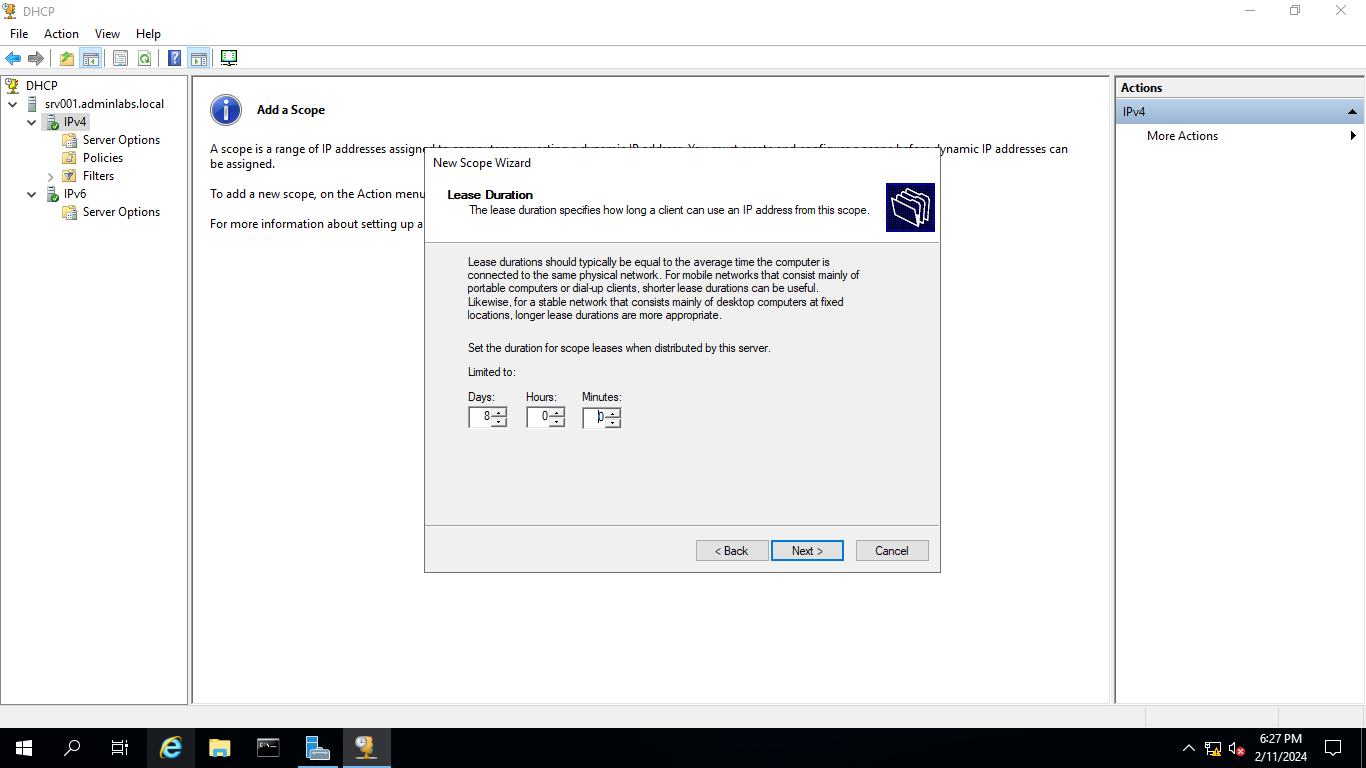 DHCP
File Action View Help
DHCP
srv001.adminlabs.local
IPv4
Server Options
Policies
Filters
IPv6
Server Options
Add a Scope
A scope is a range of IP addresses assigned
dynamic IP addresses can
be assigned.
To add a new scope, on the Action menu
For more information about setting up a
New Scope Wizard
Lease Duration
The lease duration specifies how long a client can use an IP address from this scope.
Lease durations should typically be equal to the average time the computer is
connected to the same physical network. For mobile networks that consist mainly of
portable computers or dial-up clients, shorter lease durations can be useful.
Likewise, for a stable network that consists mainly of desktop computers at fixed
locations, longer lease durations are more appropriate.
Set the duration for scope leases when distributed by this server.
Limited to:
Days: Hours: Minutes:
8 0 0
< Back Next > Cancel
Actions
IPv4
More Actions
6:27 PM
2/11/2024